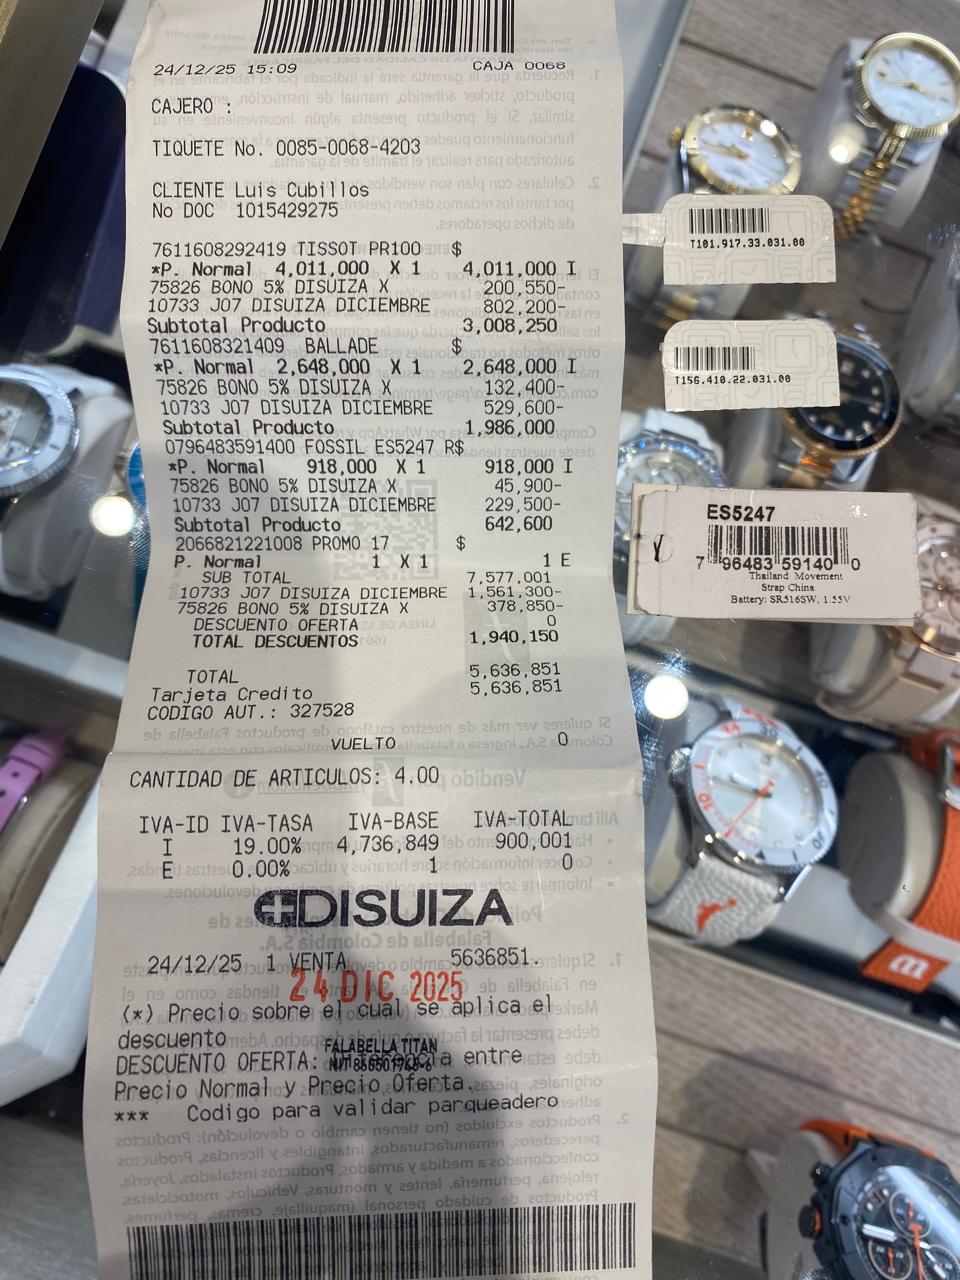 24/12/25 15:09 CAJA 0068
CAJERO :
TIQUETE No. 0085-0068-4203
CLIENTE Luis Cubillos
No DOC 1015429275
7611608292419 TISSOT PR100 $
*P. Normal 4,011,000 X 1 4,011,000 I
75826 BONO 5% DISUIZA X 200,550-
10733 J07 DISUIZA DICIEMBRE 802,200-
Subtotal Producto 3,008,250
7611608321409 BALLADE $
*P. Normal 2,648,000 X 1 2,648,000 I
75826 BONO 5% DISUIZA X 132,400-
10733 J07 DISUIZA DICIEMBRE 529,600-
Subtotal Producto 1,986,000
0796483591400 FOSSIL ES5247 R$
*P. Normal 918,000 X 1 918,000 I
75826 BONO 5% DISUIZA X 45,900-
10733 J07 DISUIZA DICIEMBRE 229,500-
Subtotal Producto 642,600
2066821221008 PROMO 17 $
P. Normal 1 X 1 1 E
SUB TOTAL 7,577,001
10733 J07 DISUIZA DICIEMBRE 1,561,300-
75826 BONO 5% DISUIZA X 378,850-
DESCUENTO OFERTA 0
TOTAL DESCUENTOS 1,940,150
TOTAL 5,636,851
Tarjeta Credito 5,636,851
CODIGO AUT.: 327528
VUELTO 0
CANTIDAD DE ARTICULOS: 4.00
IVA-ID IVA-TASA IVA-BASE IVA-TOTAL
I 19.00% 4,736,849 900,001
E 0.00% 1 0
DISUIZA
24/12/25 1 VENTA 5636851.
24 DIC 2025
(*) Precio sobre el cual se aplica el
descuento
FALABELLA TITAN
DESCUENTO OFERTA: entre
Precio Normal y Precio Oferta.
*** Codigo para validar parqueadero
T101.917.33.031.00
T156.410.22.031.00
ES5247
7 96483 59140 0
Thailand Movement
Strap China
Battery: SR516SW, 1.55V